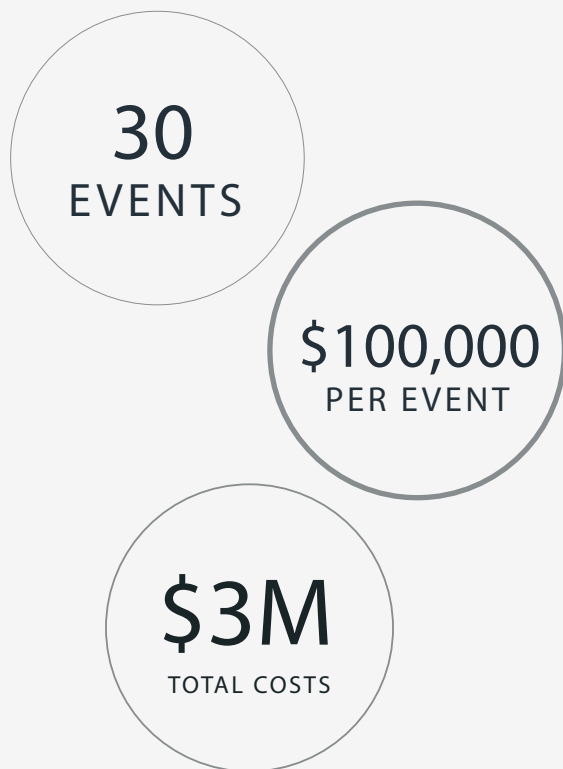 30
EVENTS
$100,000
PER EVENT
$3M
TOTAL COSTS